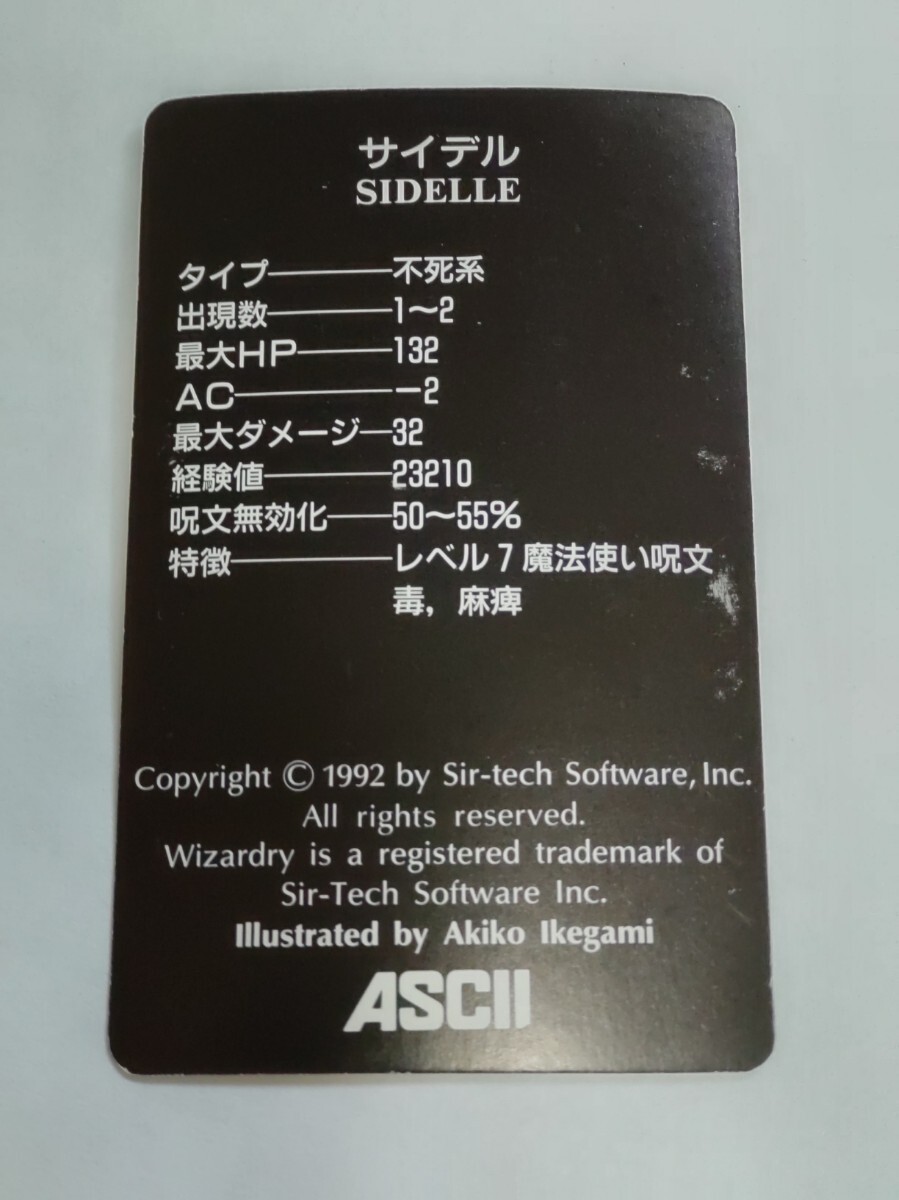 サイデル
SIDELLE
タイプ————不死系
出現数————1〜2
最大HP———132
AC—————−2
最大ダメージ—32
経験値————23210
呪文無効化——50〜55%
特徴—————レベル7魔法使い呪文
毒，麻痺
Copyright © 1992 by Sir-tech Software, Inc.
All rights reserved.
Wizardry is a registered trademark of
Sir-Tech Software Inc.
Illustrated by Akiko Ikegami
ASCII